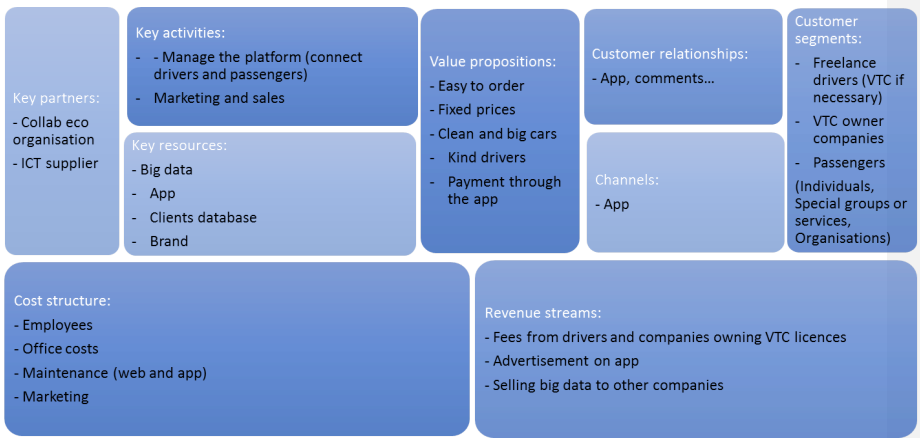 Key partners:
- Collab eco
organisation
- ICT supplier
Key activities:
- - Manage the platform (connect
drivers and passengers)
- Marketing and sales
Key resources:
- Big data
- App
- Clients database
- Brand
Value propositions:
- Easy to order
- Fixed prices
- Clean and big cars
- Kind drivers
- Payment through
the app
Customer relationships:
- App, comments...
Channels:
- App
Customer
segments:
- Freelance
drivers (VTC if
necessary)
- VTC owner
companies
- Passengers
(Individuals,
Special groups or
services,
Organisations)
Cost structure:
- Employees
- Office costs
- Maintenance (web and app)
- Marketing
Revenue streams:
- Fees from drivers and companies owning VTC licences
- Advertisement on app
- Selling big data to other companies